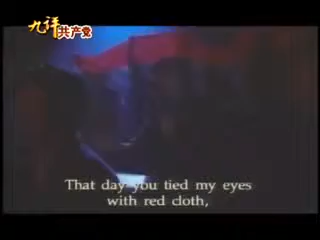 九评共产党
That day you tied my eyes
with red cloth,